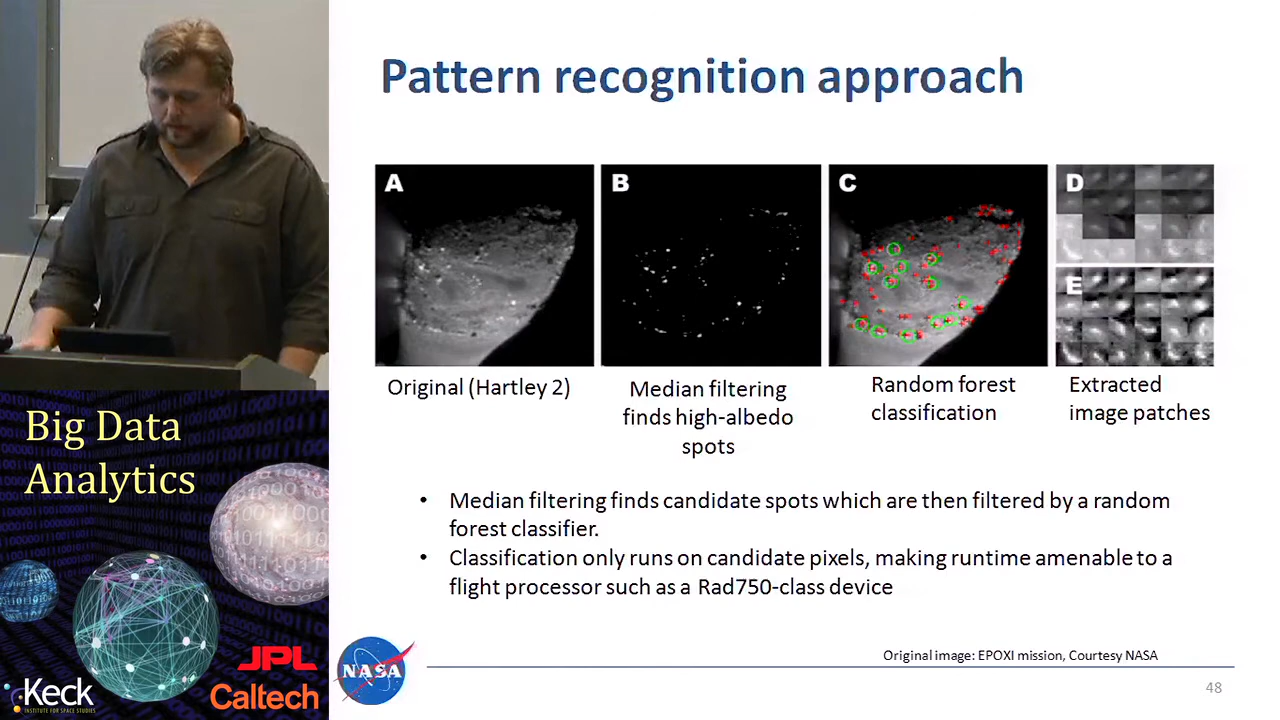 Pattern recognition approach
A
B
C
D
E
Original (Hartley 2)
Median filtering
finds high-albedo
spots
Random forest
classification
Extracted
image patches
• Median filtering finds candidate spots which are then filtered by a random
forest classifier.
• Classification only runs on candidate pixels, making runtime amenable to a
flight processor such as a Rad750-class device
Original image: EPOXI mission, Courtesy NASA
48
NASA
Big Data
Analytics
JPL
Caltech
Keck
INSTITUTE FOR SPACE STUDIES